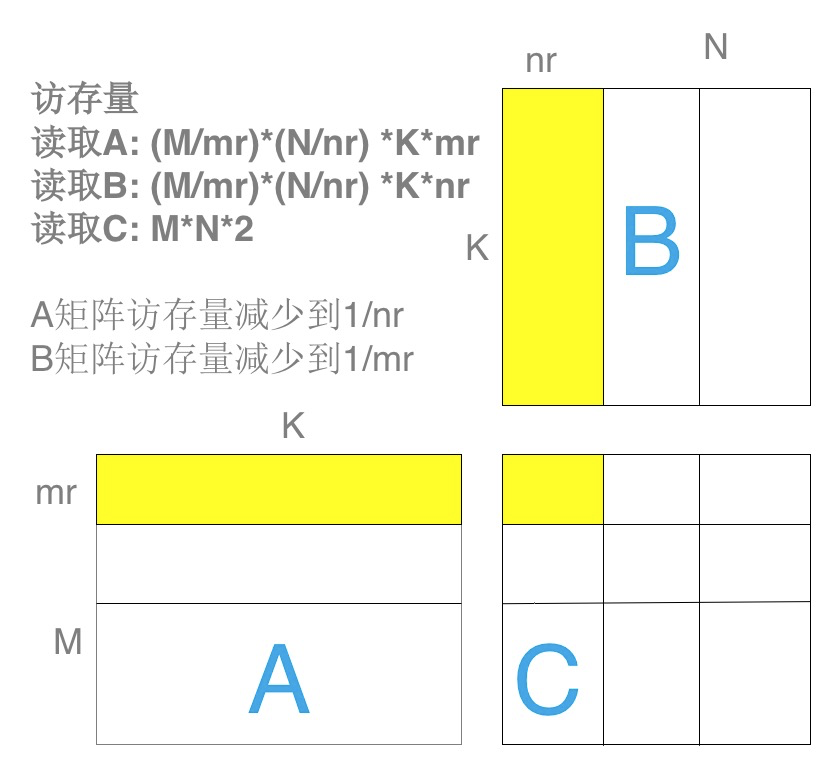 访存量
读取A: (M/mr)*(N/nr) *K*mr
读取B: (M/mr)*(N/nr) *K*nr
读取C: M*N*2
A矩阵访存量减少到1/nr
B矩阵访存量减少到1/mr
nr
N
K
B
K
mr
M
A
C